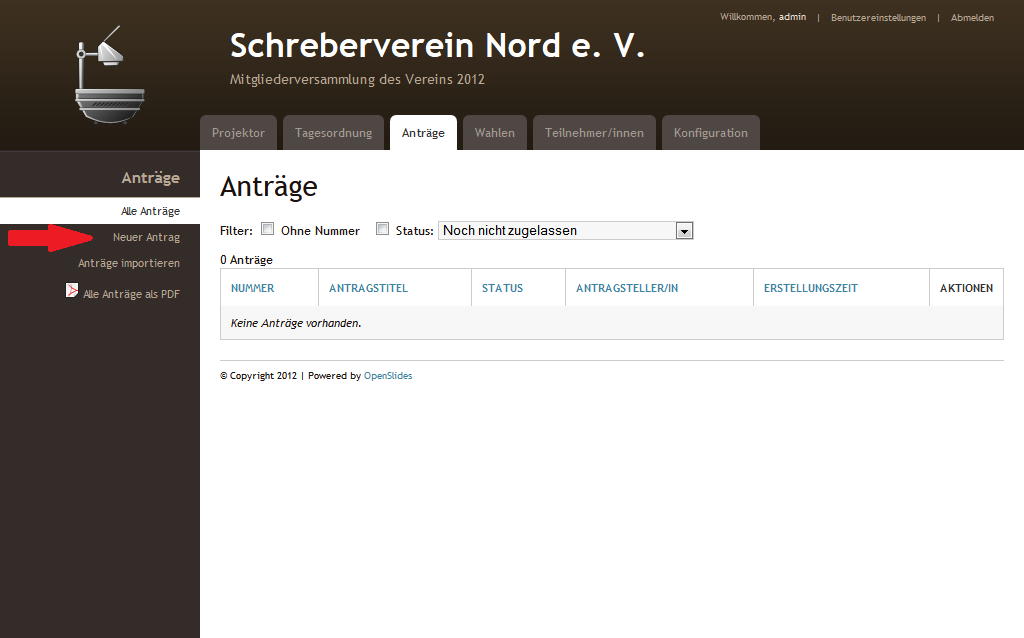 Willkommen, admin | Benutzereinstellungen | Abmelden
Schreberverein Nord e. V.
Mitgliederversammlung des Vereins 2012
Projektor Tagesordnung Anträge Wahlen Teilnehmer/innen Konfiguration
Anträge
Alle Anträge
Neuer Antrag
Anträge importieren
Alle Anträge als PDF
Anträge
Filter: Ohne Nummer Status: Noch nicht zugelassen
0 Anträge
NUMMER ANTRAGSTITEL STATUS ANTRAGSTELLER/IN ERSTELLUNGSZEIT AKTIONEN
Keine Anträge vorhanden.
© Copyright 2012 | Powered by OpenSlides